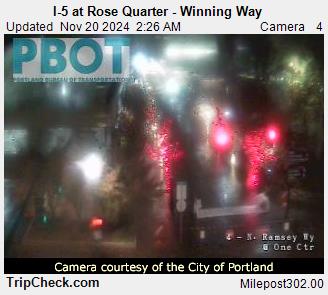 I-5 at Rose Quarter - Winning Way
Updated Nov 20 2024 2:26 AM Camera 4
PBOT
PORTLAND BUREAU OF TRANSPORTATION
4 - N. Ramsey Wy
@ One Ctr
Camera courtesy of the City of Portland
TripCheck.com Milepost302.00